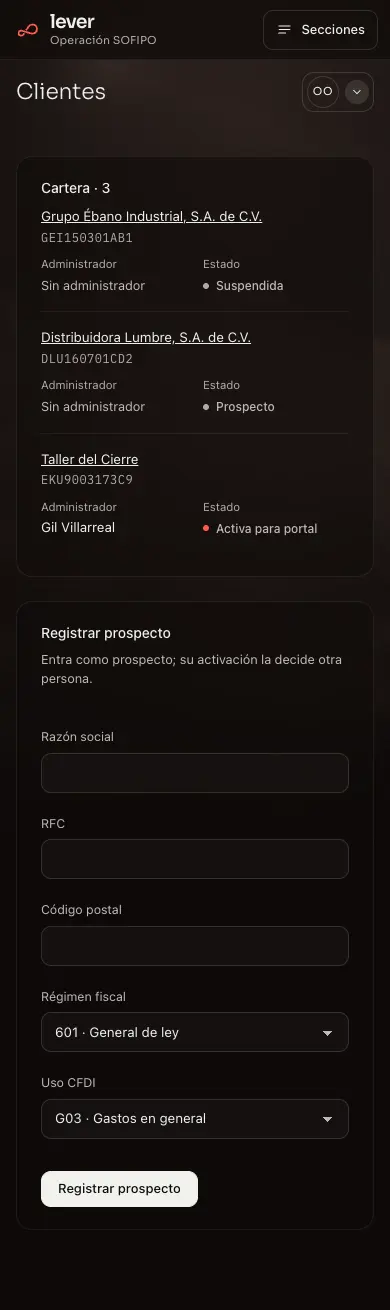 lever
Operación SOFIPO
Secciones
Clientes
OO
Cartera · 3
Grupo Ébano Industrial, S.A. de C.V.
GEI150301AB1
Administrador
Estado
Sin administrador
Suspendida
Distribuidora Lumbre, S.A. de C.V.
DLU160701CD2
Administrador
Estado
Sin administrador
Prospecto
Taller del Cierre
EKU9003173C9
Administrador
Estado
Gil Villarreal
Activa para portal
Registrar prospecto
Entra como prospecto; su activación la decide otra
persona.
Razón social
RFC
Código postal
Régimen fiscal
601 · General de ley
Uso CFDI
G03 · Gastos en general
Registrar prospecto